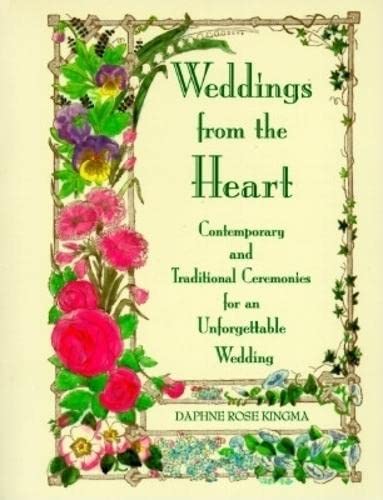 Weddings
from the
Heart
Contemporary
and
Traditional Ceremonies
for an
Unforgettable
Wedding
DAPHNE ROSE KINGMA